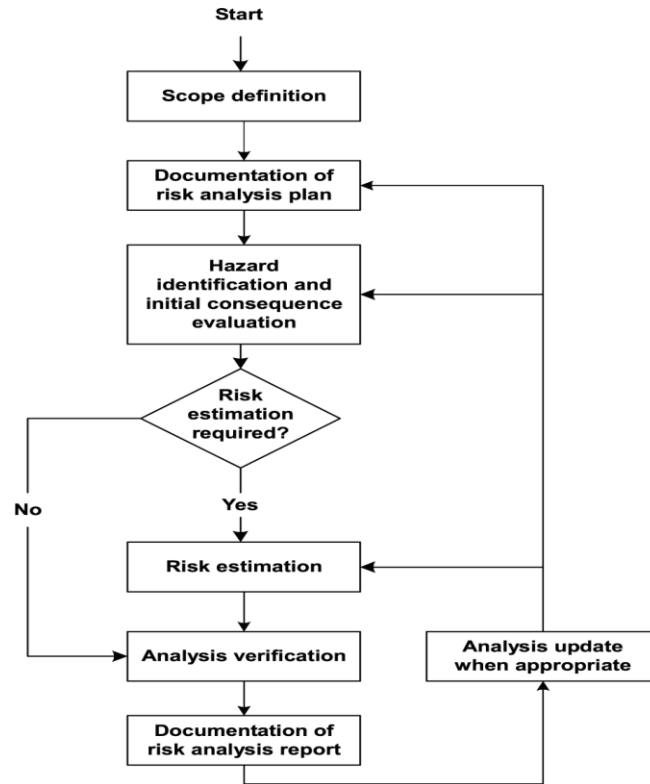 Start
Scope definition
Documentation of
risk analysis plan
Hazard
identification and
initial consequence
evaluation
Risk
estimation
required?
No
Yes
Risk estimation
Analysis verification
Analysis update
when appropriate
Documentation of
risk analysis report